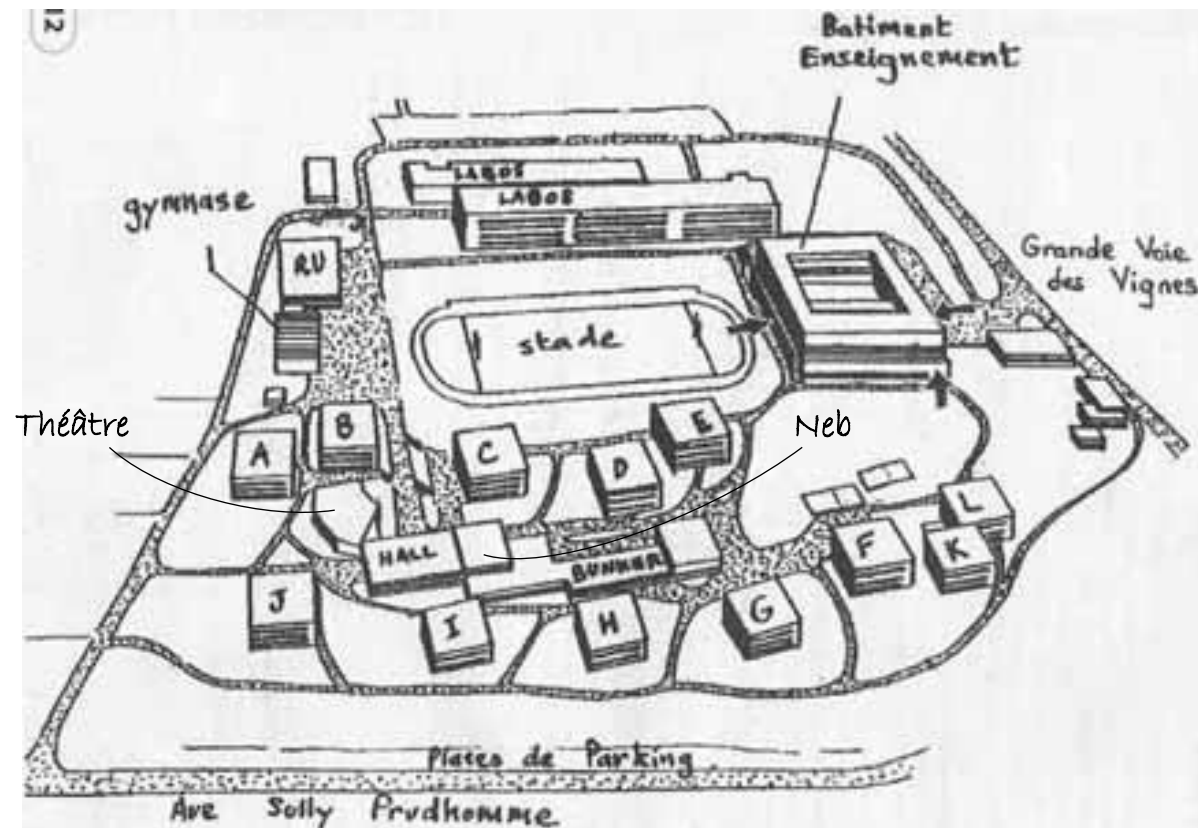 12
Batiment
Enseignement
LABOS
LABOS
gymnase
RU
Grande Voie
des Vignes
stade
Théâtre
Neb
A
B
C
D
E
L
HALL
BUNKER
F
K
J
I
H
G
Places de Parking
Ave Sully Prudhomme